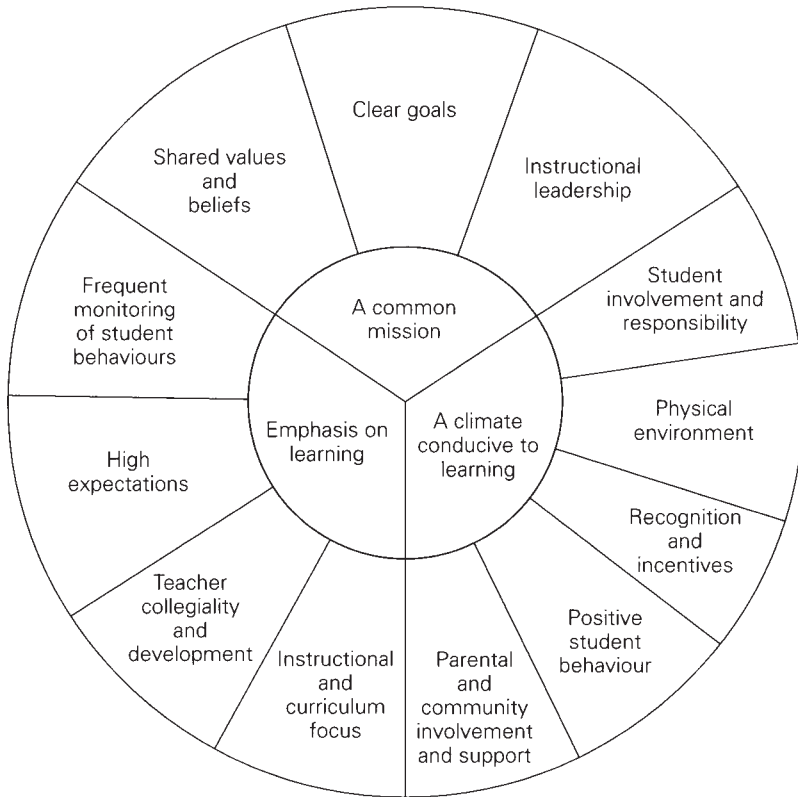 Clear goals
Instructional
leadership
Student
involvement and
responsibility
Physical
environment
Recognition
and
incentives
Positive
student
behaviour
Parental
and
community
involvement
and support
Instructional
and
curriculum
focus
Teacher
collegiality
and
development
High
expectations
Frequent
monitoring
of student
behaviours
Shared values
and
beliefs
A common
mission
A climate
conducive to
learning
Emphasis on
learning